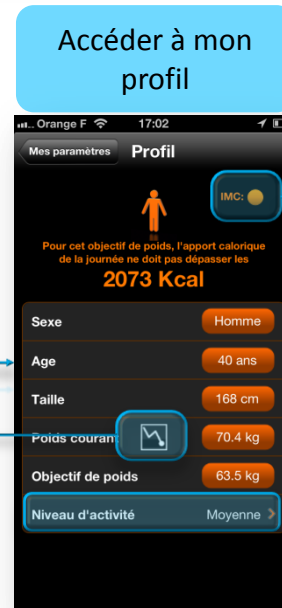 Accéder à mon
profil
Orange F 17:02
Mes paramètres Profil
IMC:
Pour cet objectif de poids, l'apport calorique
de la journée ne doit pas dépasser les
2073 Kcal
Sexe Homme
Age 40 ans
Taille 168 cm
Poids couran 70.4 kg
Objectif de poids 63.5 kg
Niveau d'activité Moyenne